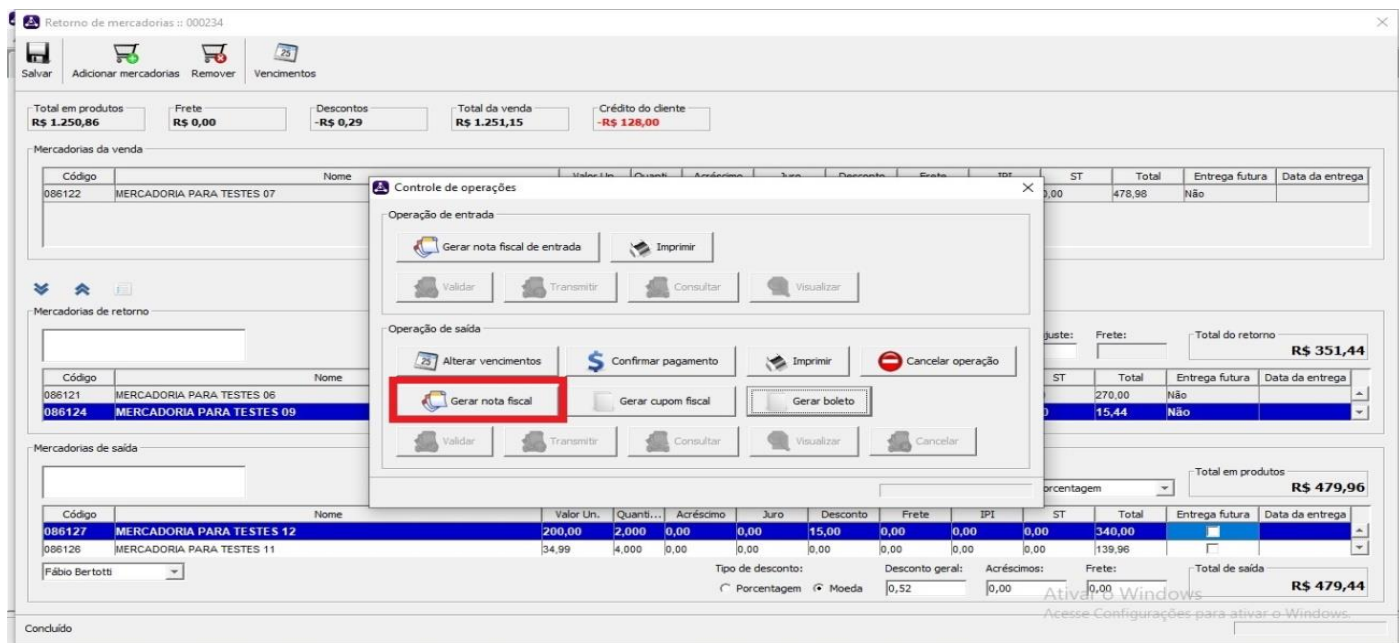 Retorno de mercadorias :: 000234
Salvar Adicionar mercadorias Remover Vencimentos
Total em produtos Frete Descontos Total da venda Crédito do cliente
R$ 1.250,86 R$ 0,00 -R$ 0,29 R$ 1.251,15 -R$ 128,00
Mercadorias da venda
Código Nome Valor Un. Quanti... Acréscimo Juro Desconto Frete IPI ST Total Entrega futura Data da entrega
086122 MERCADORIA PARA TESTES 07 0,00 478,98 Não
Controle de operações
Operação de entrada
Gerar nota fiscal de entrada Imprimir
Validar Transmitir Consultar Visualizar
Mercadorias de retorno
Operação de saída
juste: Frete: Total do retorno
R$ 351,44
Alterar vencimentos Confirmar pagamento Imprimir Cancelar operação
Código Nome ST Total Entrega futura Data da entrega
086121 MERCADORIA PARA TESTES 06 270,00 Não
086124 MERCADORIA PARA TESTES 09 0 15,44 Não
Gerar nota fiscal Gerar cupom fiscal Gerar boleto
Validar Transmitir Consultar Visualizar Cancelar
Mercadorias de saída
Total em produtos
orcentagem R$ 479,96
Código Nome Valor Un. Quanti... Acréscimo Juro Desconto Frete IPI ST Total Entrega futura Data da entrega
086127 MERCADORIA PARA TESTES 12 200,00 2,000 0,00 0,00 15,00 0,00 0,00 0,00 340,00
086126 MERCADORIA PARA TESTES 11 34,99 4,000 0,00 0,00 0,00 0,00 0,00 0,00 139,96
Fábio Bertotti Tipo de desconto: Desconto geral: Acréscimos: Frete: Total de saída
Porcentagem Moeda 0,52 0,00 0,00 R$ 479,44
Ativar o Windows
Acesse Configurações para ativar o Windows.
Concluído